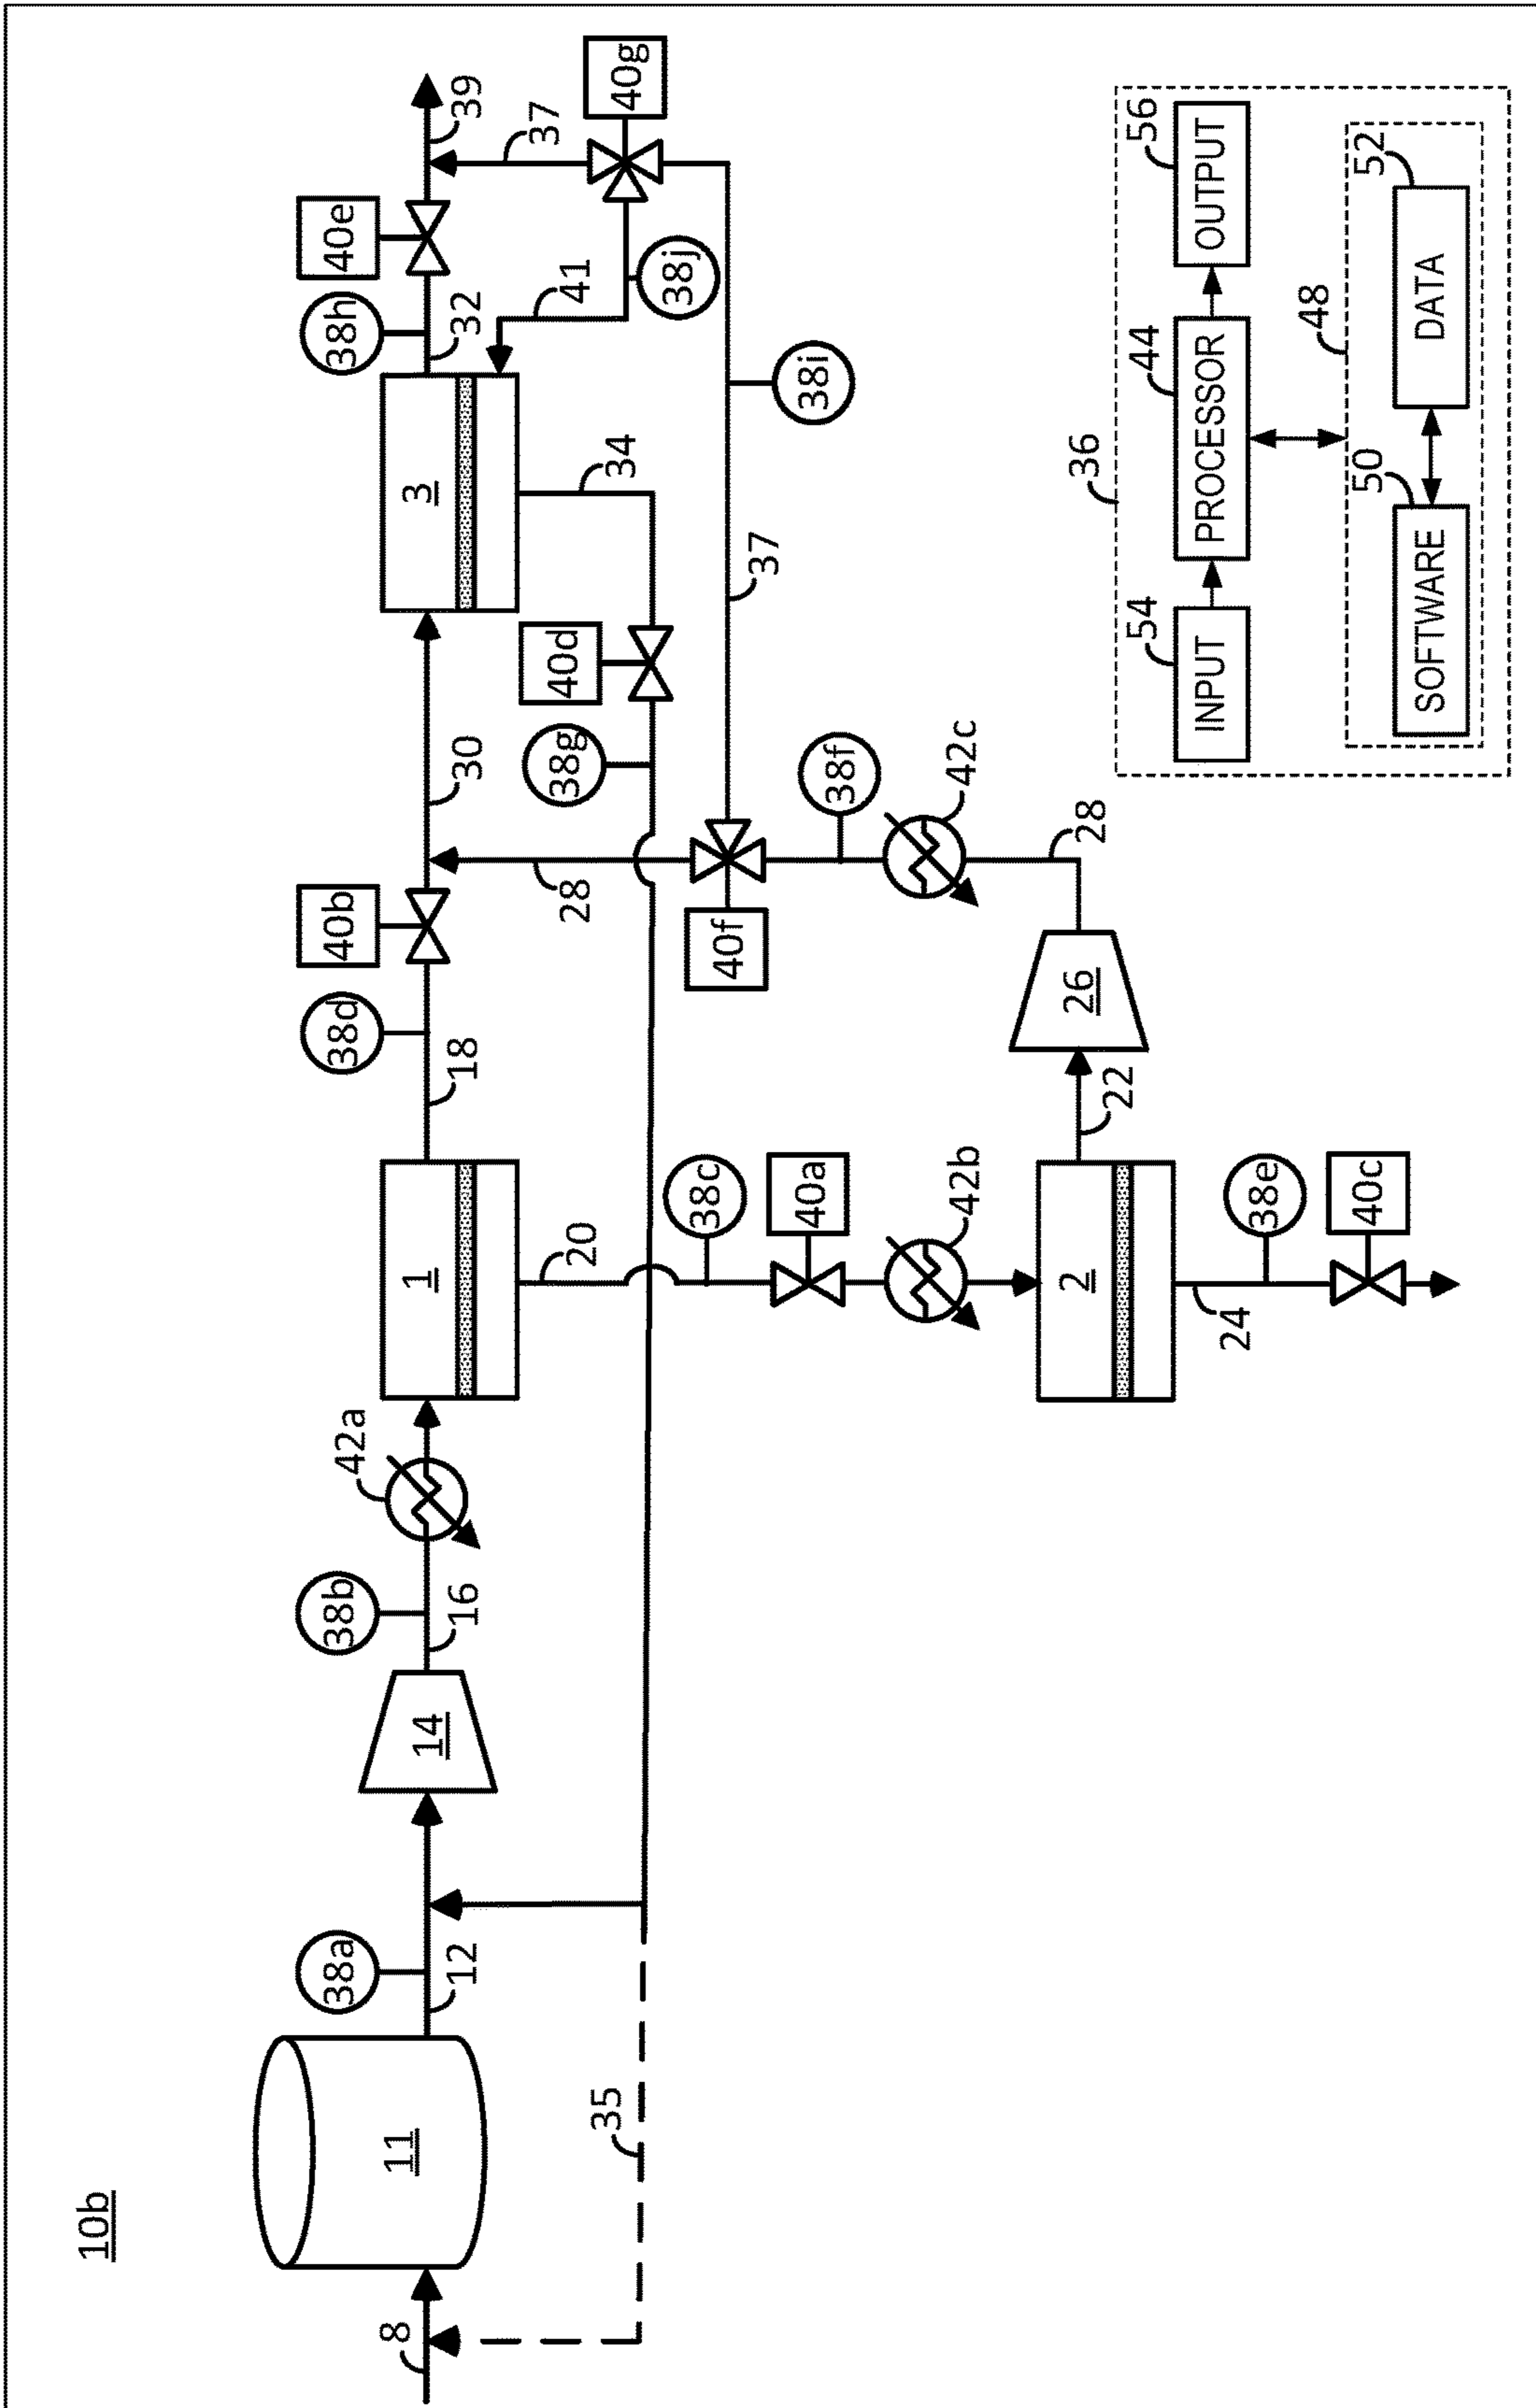 10b
8
11
35
38a
12
14
38b
16
42a
1
20
38c
40a
42b
2
24
38e
40c
22
26
28
42c
38f
40f
28
38d
18
40b
30
38g
40d
34
3
37
38i
38h
32
40e
41
38j
37
40g
39
36
54
INPUT
44
PROCESSOR
56
OUTPUT
48
50
SOFTWARE
52
DATA